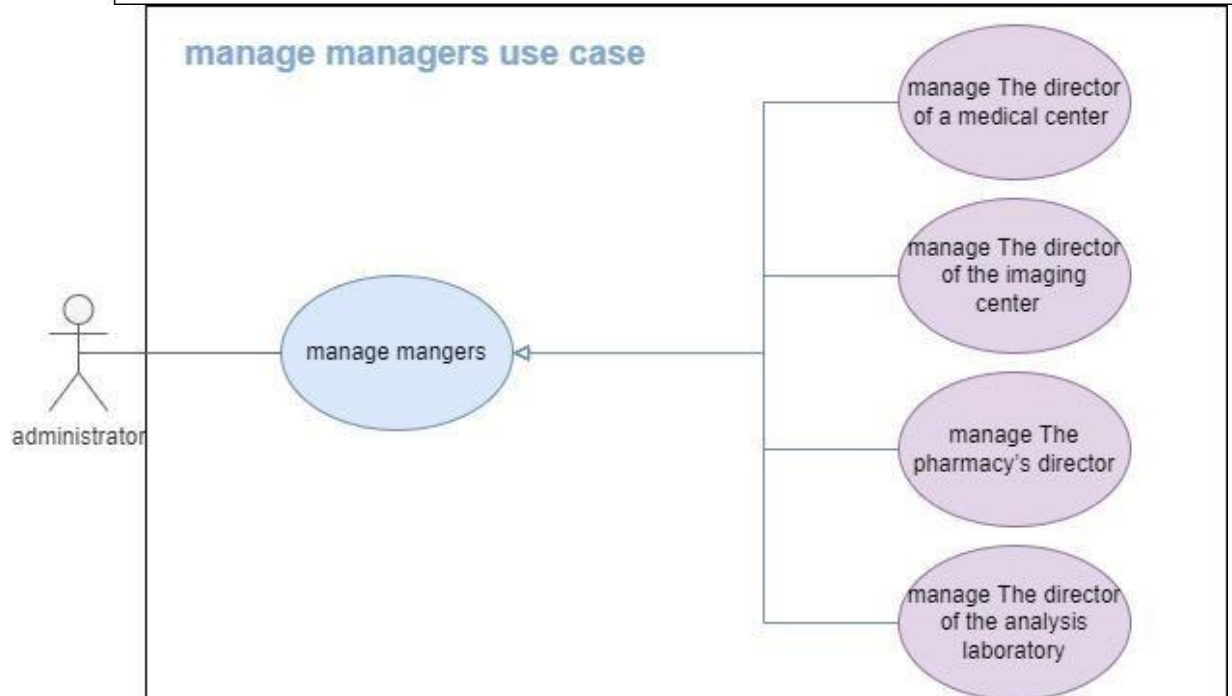 manage managers use case
manage The director
of a medical center
manage The director
of the imaging
center
manage mangers
administrator
manage The
pharmacy’s director
manage The director
of the analysis
laboratory